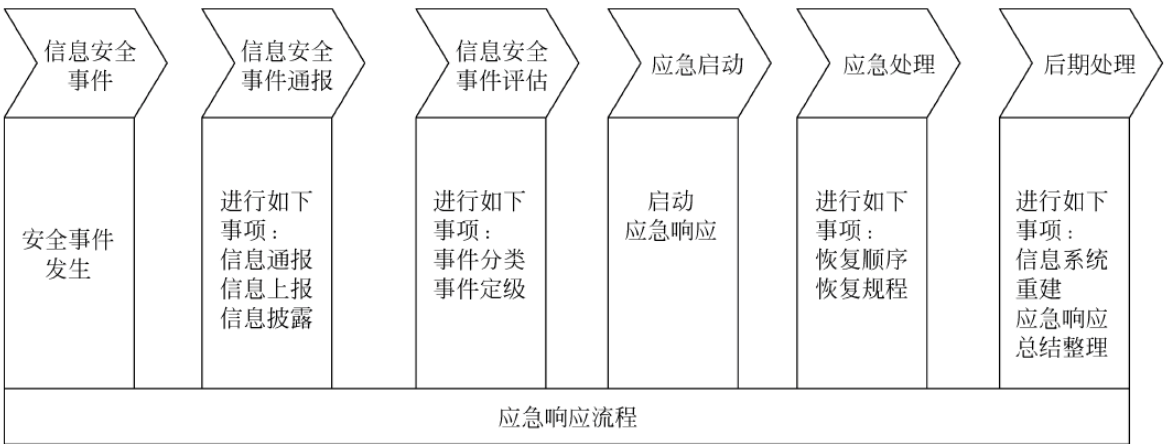 信息安全
事件
信息安全
事件通报
信息安全
事件评估
应急启动
应急处理
后期处理
安全事件
发生
进行如下
事项：
信息通报
信息上报
信息披露
进行如下
事项：
事件分类
事件定级
启动
应急响应
进行如下
事项：
恢复顺序
恢复规程
进行如下
事项：
信息系统
重建
应急响应
总结整理
应急响应流程